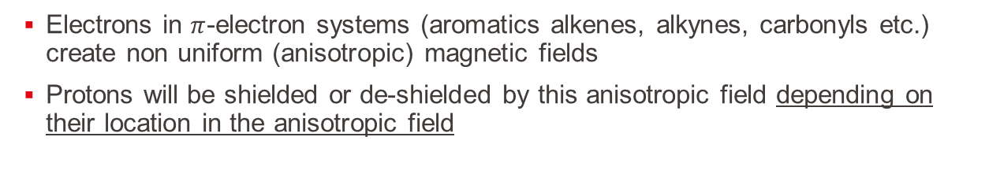 ▪ Electrons in π-electron systems (aromatics alkenes, alkynes, carbonyls etc.)
create non uniform (anisotropic) magnetic fields
▪ Protons will be shielded or de-shielded by this anisotropic field depending on
their location in the anisotropic field